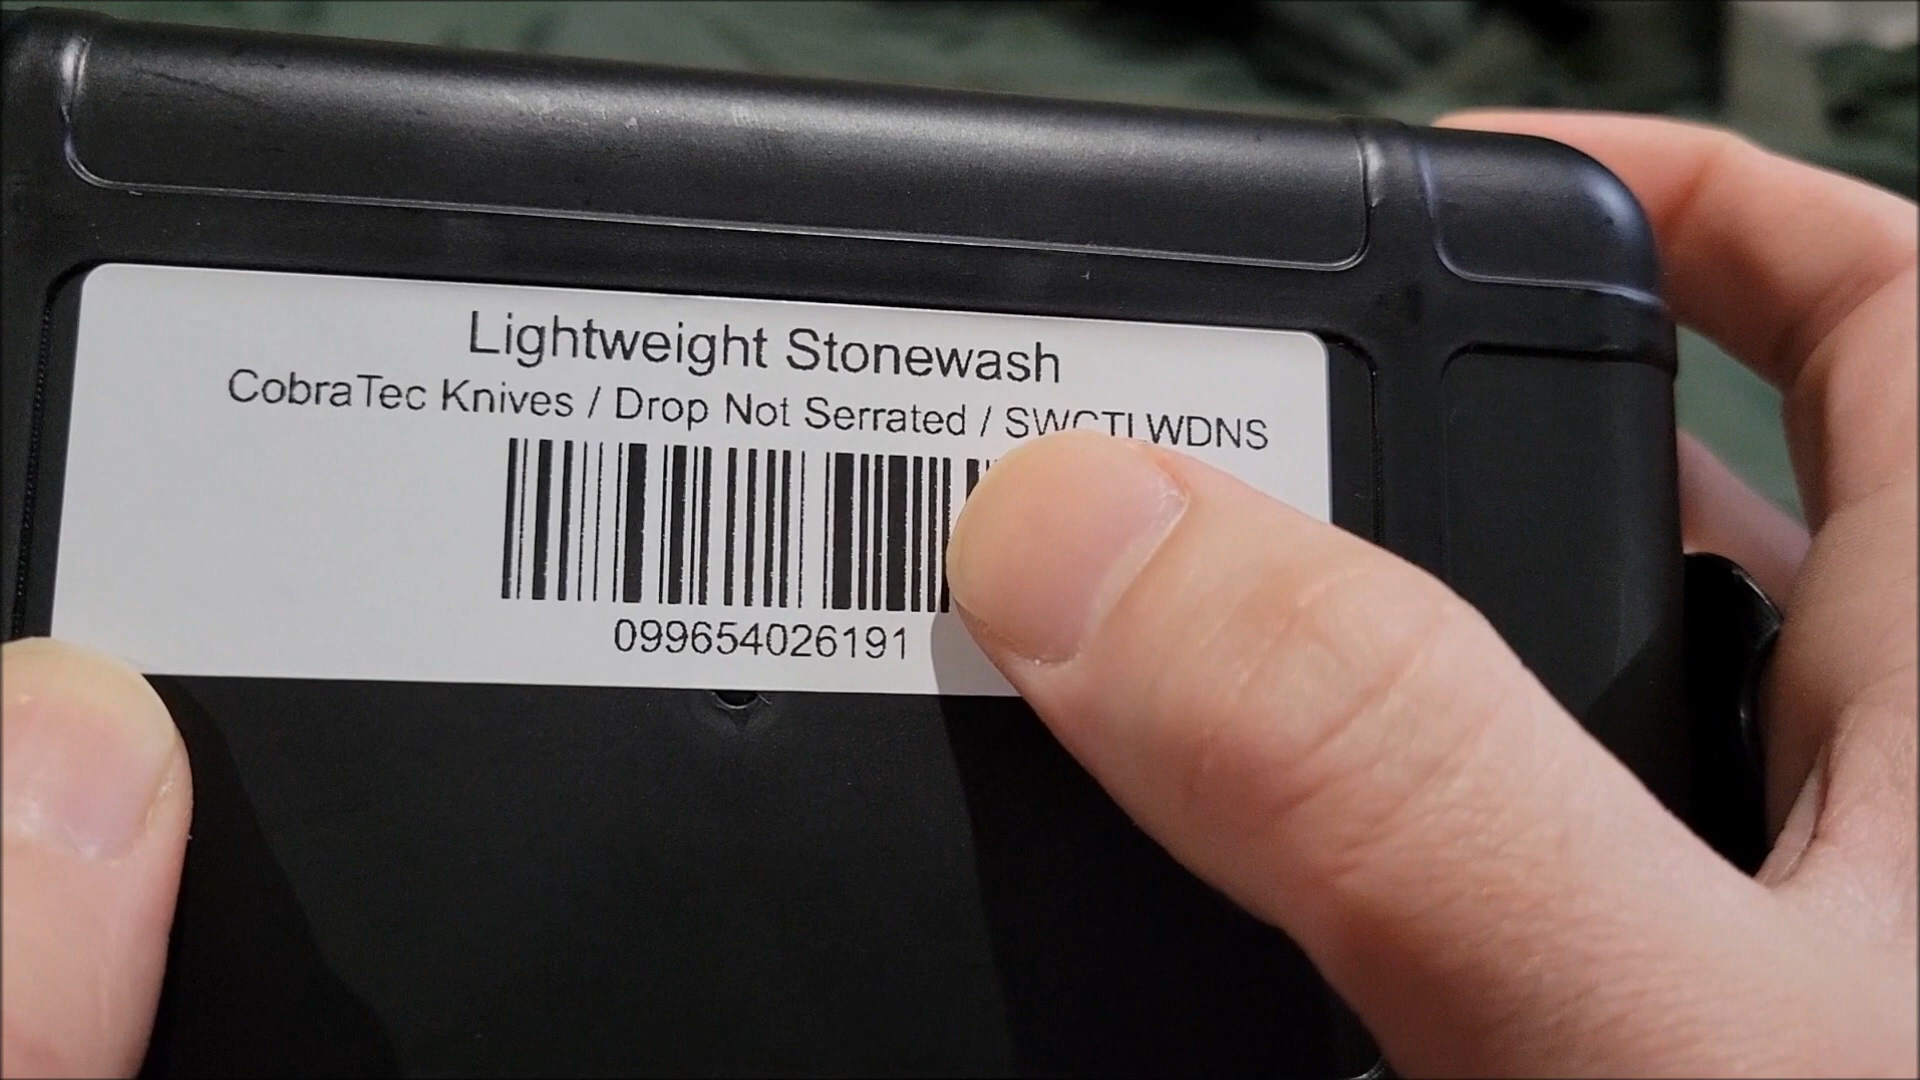 Lightweight Stonewash
CobraTec Knives / Drop Not Serrated / SWCTLWDNS
099654026191